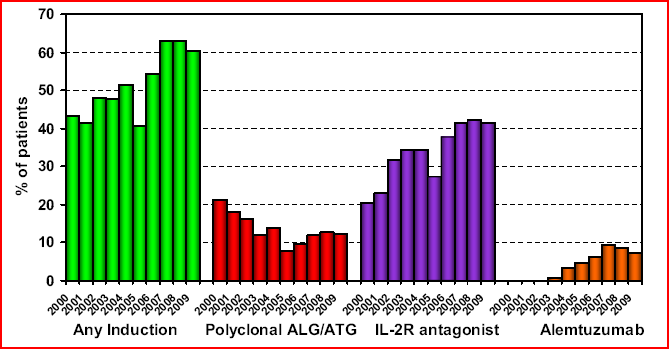 % of patients
70
60
50
40
30
20
10
0
2000 2001 2002 2003 2004 2005 2006 2007 2008 2009 2000 2001 2002 2003 2004 2005 2006 2007 2008 2009 2000 2001 2002 2003 2004 2005 2006 2007 2008 2009 2000 2001 2002 2003 2004 2005 2006 2007 2008 2009
Any Induction Polyclonal ALG/ATG IL-2R antagonist Alemtuzumab